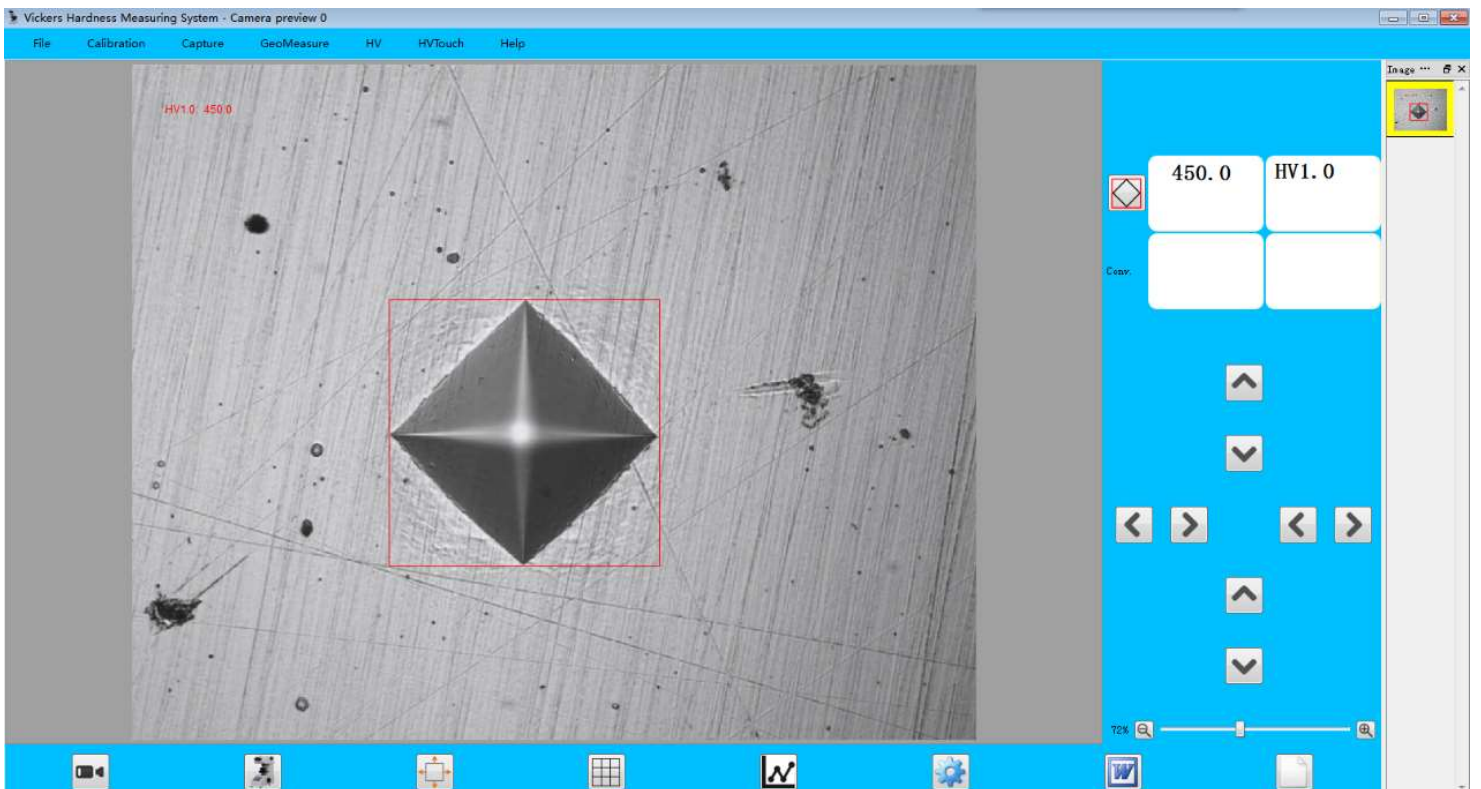 Vickers Hardness Measuring System - Camera preview 0
File Calibration Capture GeoMeasure HV HVTouch Help
Image ...
HV1.0: 450.0
450.0 HV1.0
Conv.
72%
W